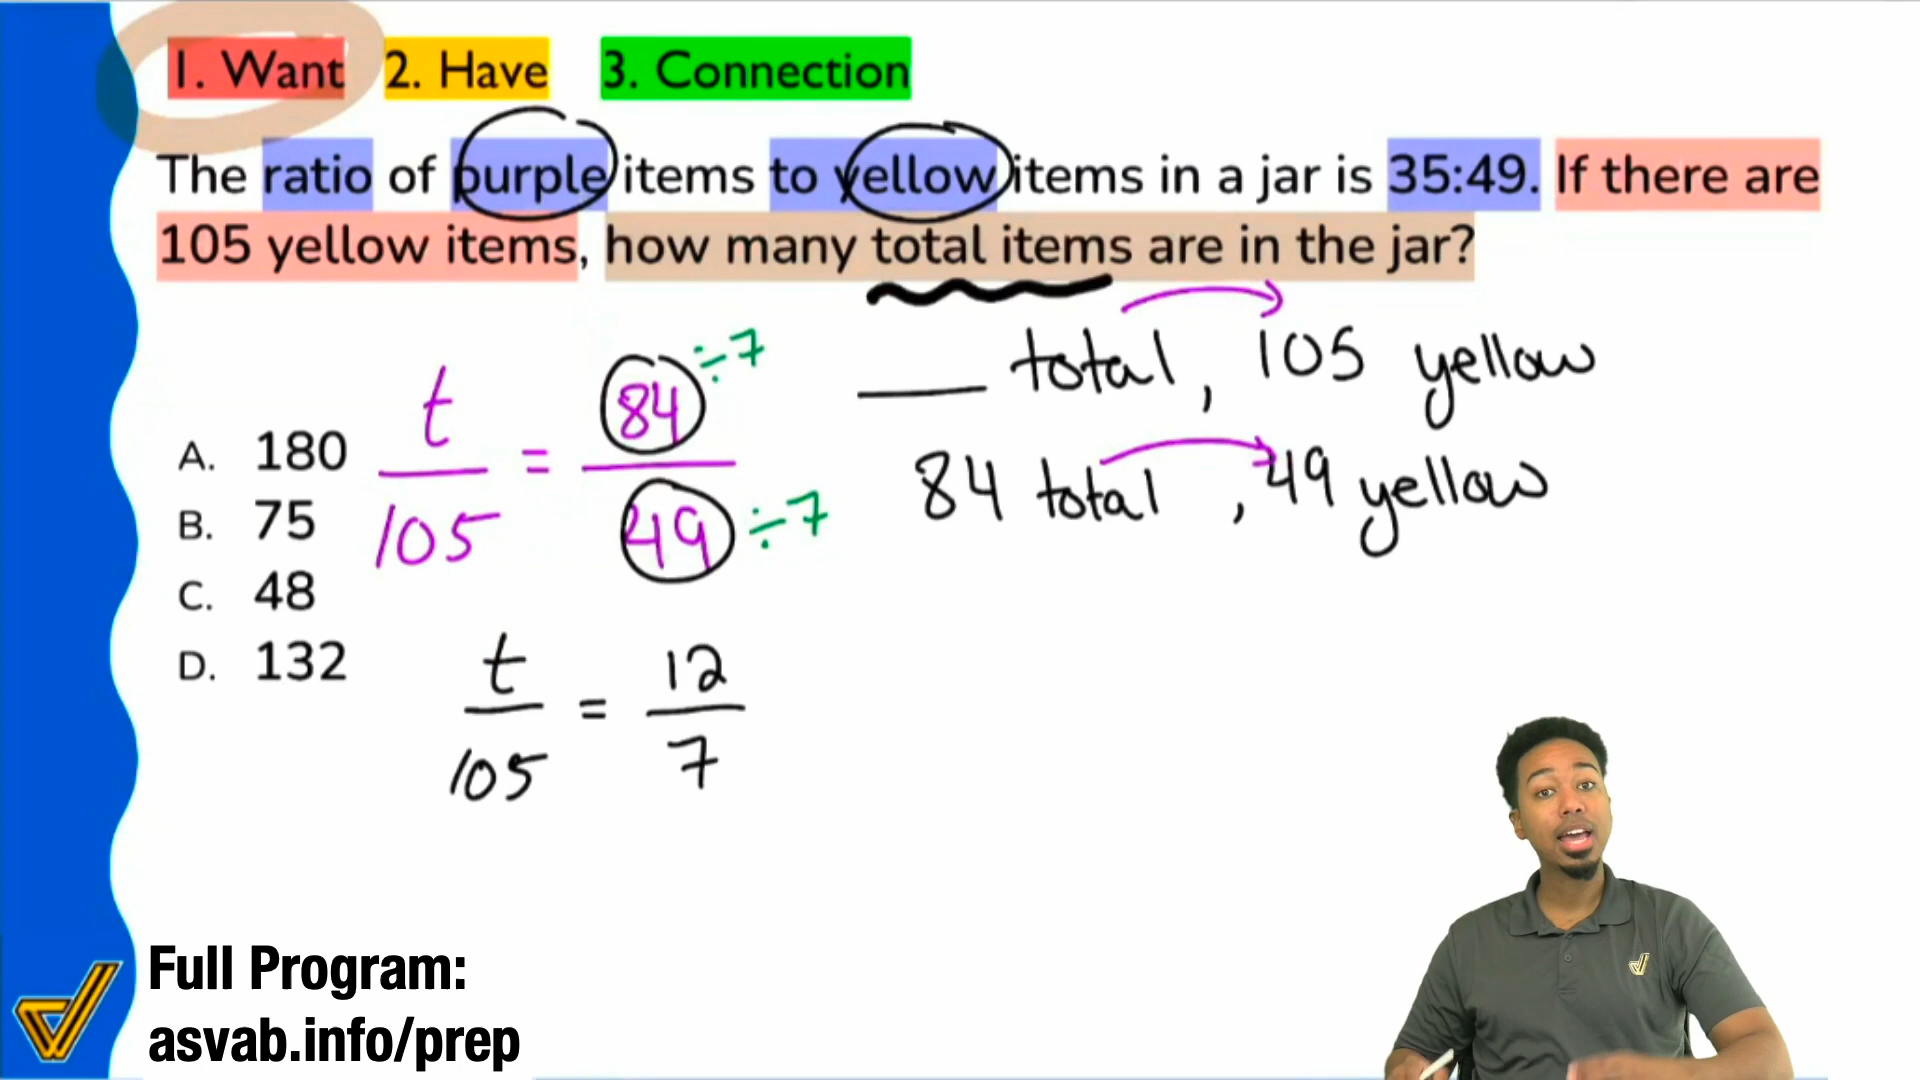 1. Want 2. Have 3. Connection
The ratio of purple items to yellow items in a jar is 35:49. If there are
105 yellow items, how many total items are in the jar?
___ total, 105 yellow
84 total, 49 yellow
t/105 = 84/49
÷7
÷7
A. 180
B. 75
C. 48
D. 132
t/105 = 12/7
Full Program:
asvab.info/prep